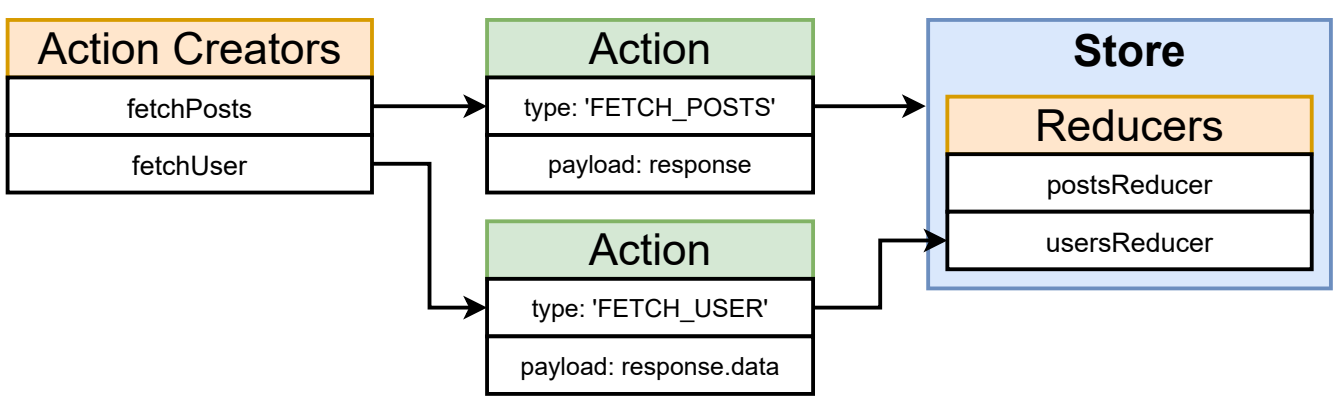 Action Creators
fetchPosts
fetchUser
Action
type: 'FETCH_POSTS'
payload: response
Action
type: 'FETCH_USER'
payload: response.data
Store
Reducers
postsReducer
usersReducer